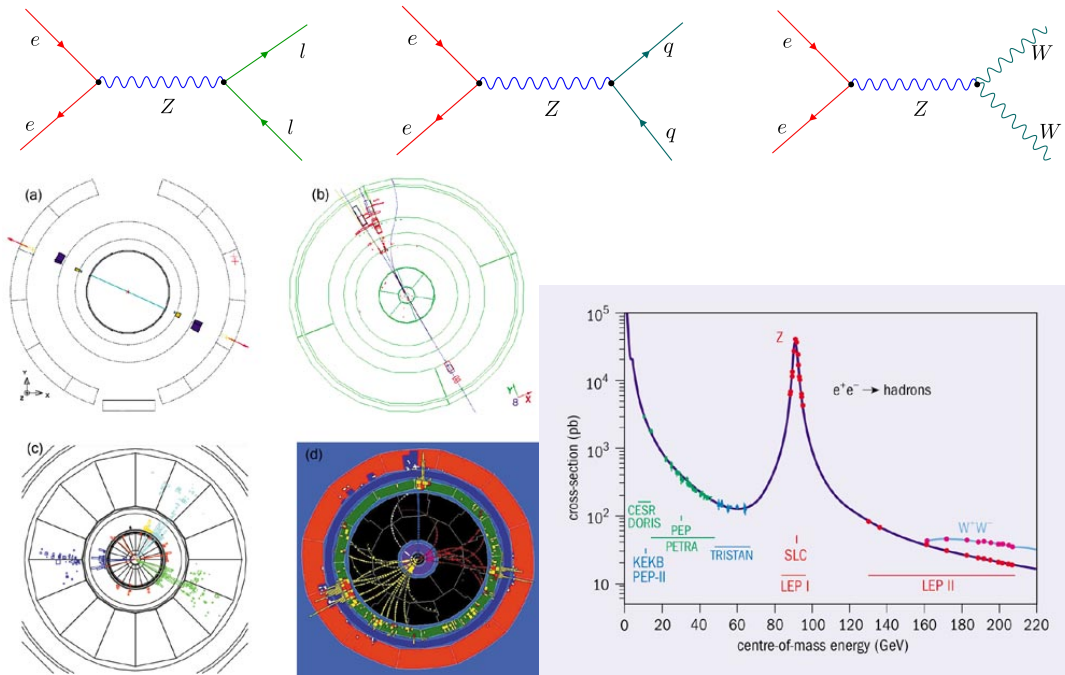 e
l
e
Z
l
e
q
e
Z
q
e
W
e
Z
W
(a)
Y
Z
X
(b)
Y
X
8
(c)
(d)
10⁵
10⁴
10³
10²
10
cross-section (pb)
Z
e⁺e⁻ → hadrons
CESR
DORIS
PEP
PETRA
KEKB
PEP-II
TRISTAN
SLC
LEP I
W⁺W⁻
LEP II
0 20 40 60 80 100 120 140 160 180 200 220
centre-of-mass energy (GeV)